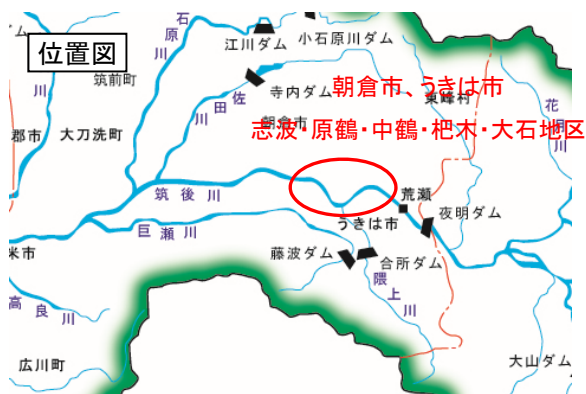 位置図
石原川
江川ダム
小石原川ダム
筑前町
佐田川
寺内ダム
朝倉市、うきは市
東峰村
花月川
川
郡市
大刀洗町
朝倉市
志波・原鶴・中鶴・杷木・大石地区
筑後川
荒瀬
夜明ダム
巨瀬川
うきは市
米市
藤波ダム
合所ダム
隈上川
高良川
広川町
大山ダム